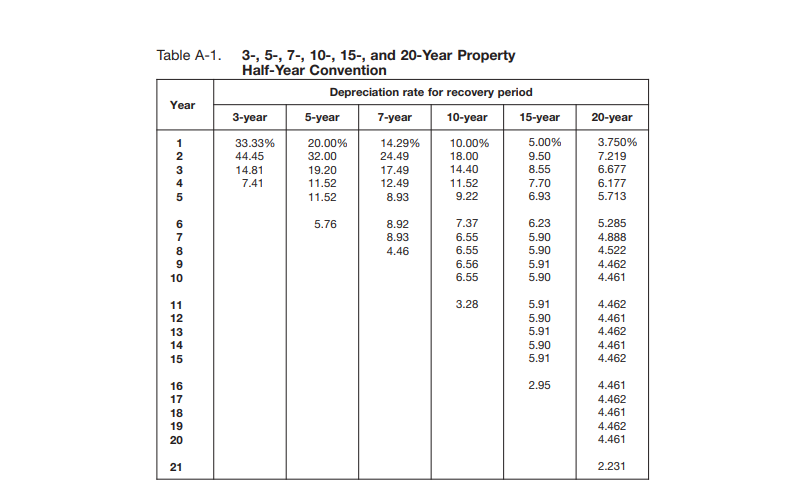 Table A-1. 3-, 5-, 7-, 10-, 15-, and 20-Year Property
Half-Year Convention
Year Depreciation rate for recovery period
3-year 5-year 7-year 10-year 15-year 20-year
1 33.33% 20.00% 14.29% 10.00% 5.00% 3.750%
2 44.45 32.00 24.49 18.00 9.50 7.219
3 14.81 19.20 17.49 14.40 8.55 6.677
4 7.41 11.52 12.49 11.52 7.70 6.177
5 11.52 8.93 9.22 6.93 5.713
6 5.76 8.92 7.37 6.23 5.285
7 8.93 6.55 5.90 4.888
8 4.46 6.55 5.90 4.522
9 6.56 5.91 4.462
10 6.55 5.90 4.461
11 3.28 5.91 4.462
12 5.90 4.461
13 5.91 4.462
14 5.90 4.461
15 5.91 4.462
16 2.95 4.461
17 4.462
18 4.461
19 4.462
20 4.461
21 2.231